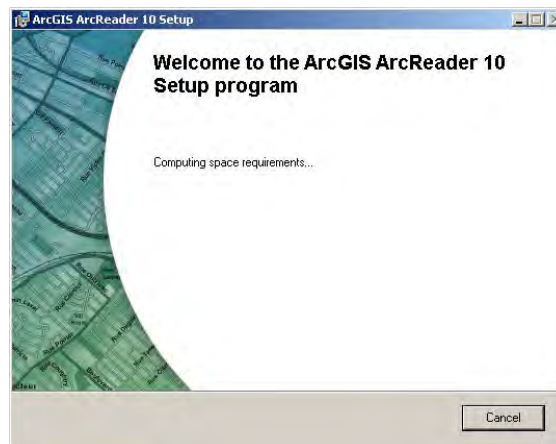 ArcGIS ArcReader 10 Setup
Welcome to the ArcGIS ArcReader 10
Setup program
Computing space requirements...
Cancel